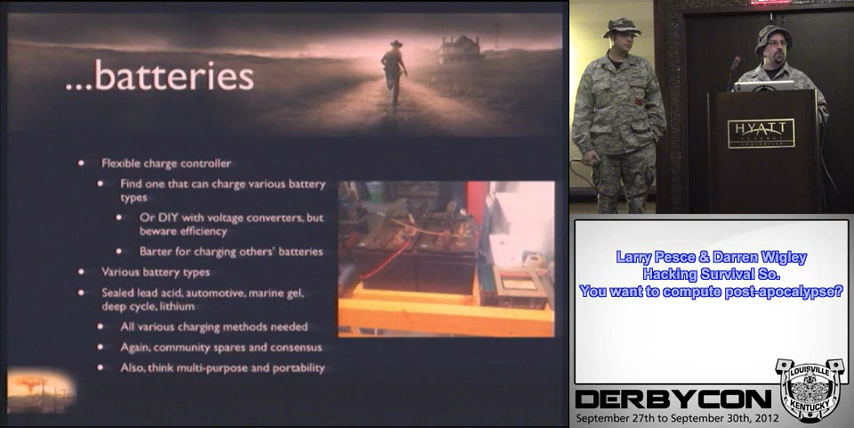 ...batteries
Flexible charge controller
Find one that can charge various battery
types
Or DIY with voltage converters, but
beware efficiency
Barter for charging others' batteries
Various battery types
Sealed lead acid, automotive, marine gel,
deep cycle, lithium
All various charging methods needed
Again, community spares and consensus
Also, think multi-purpose and portability
HYATT
REGENCY
LOUISVILLE
Larry Pesce & Darren Wigley
Hacking Survival So.
You want to compute post-apocalypse?
DERBYCON
September 27th to September 30th, 2012
LOUISVILLE
KENTUCKY